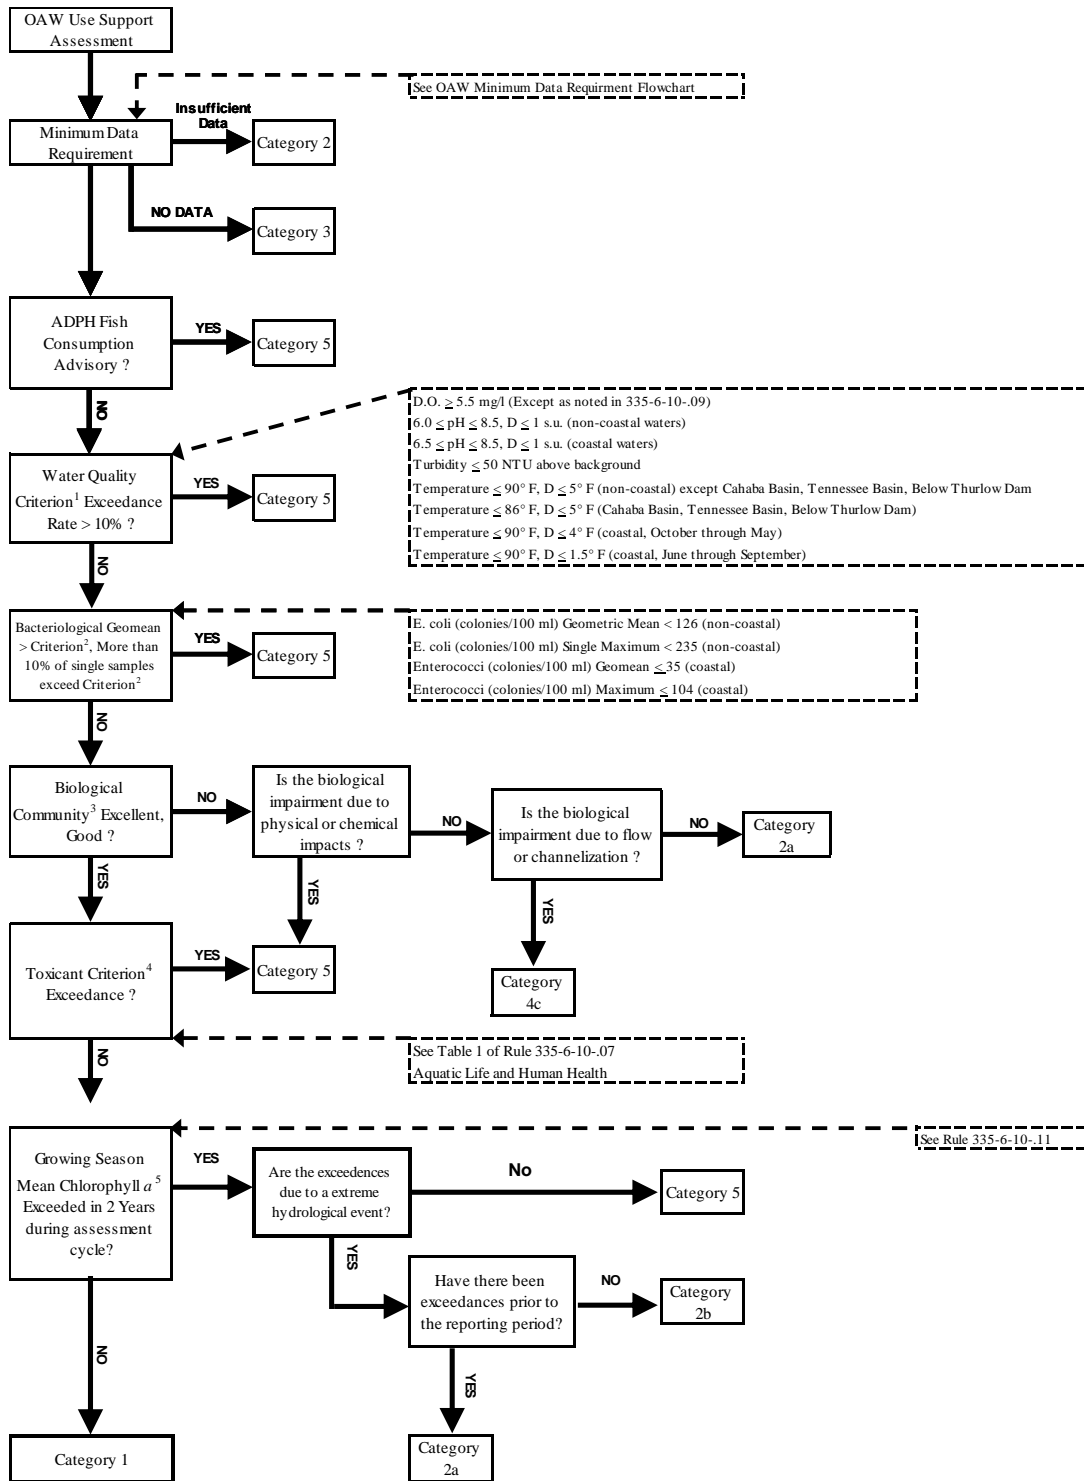 OAW Use Support
Assessment
See OAW Minimum Data Requirment Flowchart
Insufficient
Data
Minimum Data
Requirement
Category 2
NO DATA
Category 3
ADPH Fish
Consumption
Advisory ?
YES
Category 5
NO
D.O. ≥ 5.5 mg/l (Except as noted in 335-6-10-.09)
6.0 ≤ pH ≤ 8.5, D ≤ 1 s.u. (non-coastal waters)
6.5 ≤ pH ≤ 8.5, D ≤ 1 s.u. (coastal waters)
Turbidity ≤ 50 NTU above background
Temperature ≤ 90° F, D ≤ 5° F (non-coastal) except Cahaba Basin, Tennessee Basin, Below Thurlow Dam
Temperature ≤ 86° F, D ≤ 5° F (Cahaba Basin, Tennessee Basin, Below Thurlow Dam)
Temperature ≤ 90° F, D ≤ 4° F (coastal, October through May)
Temperature ≤ 90° F, D ≤ 1.5° F (coastal, June through September)
Water Quality
Criterion¹ Exceedance
Rate > 10% ?
YES
Category 5
NO
Bacteriological Geomean
> Criterion², More than
10% of single samples
exceed Criterion²
YES
Category 5
E. coli (colonies/100 ml) Geometric Mean < 126 (non-coastal)
E. coli (colonies/100 ml) Single Maximum < 235 (non-coastal)
Enterococci (colonies/100 ml) Geomean ≤ 35 (coastal)
Enterococci (colonies/100 ml) Maximum ≤ 104 (coastal)
NO
Biological
Community³ Excellent,
Good ?
NO
Is the biological
impairment due to
physical or chemical
impacts ?
NO
Is the biological
impairment due to flow
or channelization ?
NO
Category
2a
YES
YES
YES
Toxicant Criterion⁴
Exceedance ?
YES
Category 5
Category
4c
NO
See Table 1 of Rule 335-6-10-.07
Aquatic Life and Human Health
See Rule 335-6-10-.11
Growing Season
Mean Chlorophyll a⁵
Exceeded in 2 Years
during assessment
cycle?
YES
Are the exceedences
due to a extreme
hydrological event?
No
Category 5
YES
Have there been
exceedances prior to
the reporting period?
NO
Category
2b
NO
YES
Category 1
Category
2a